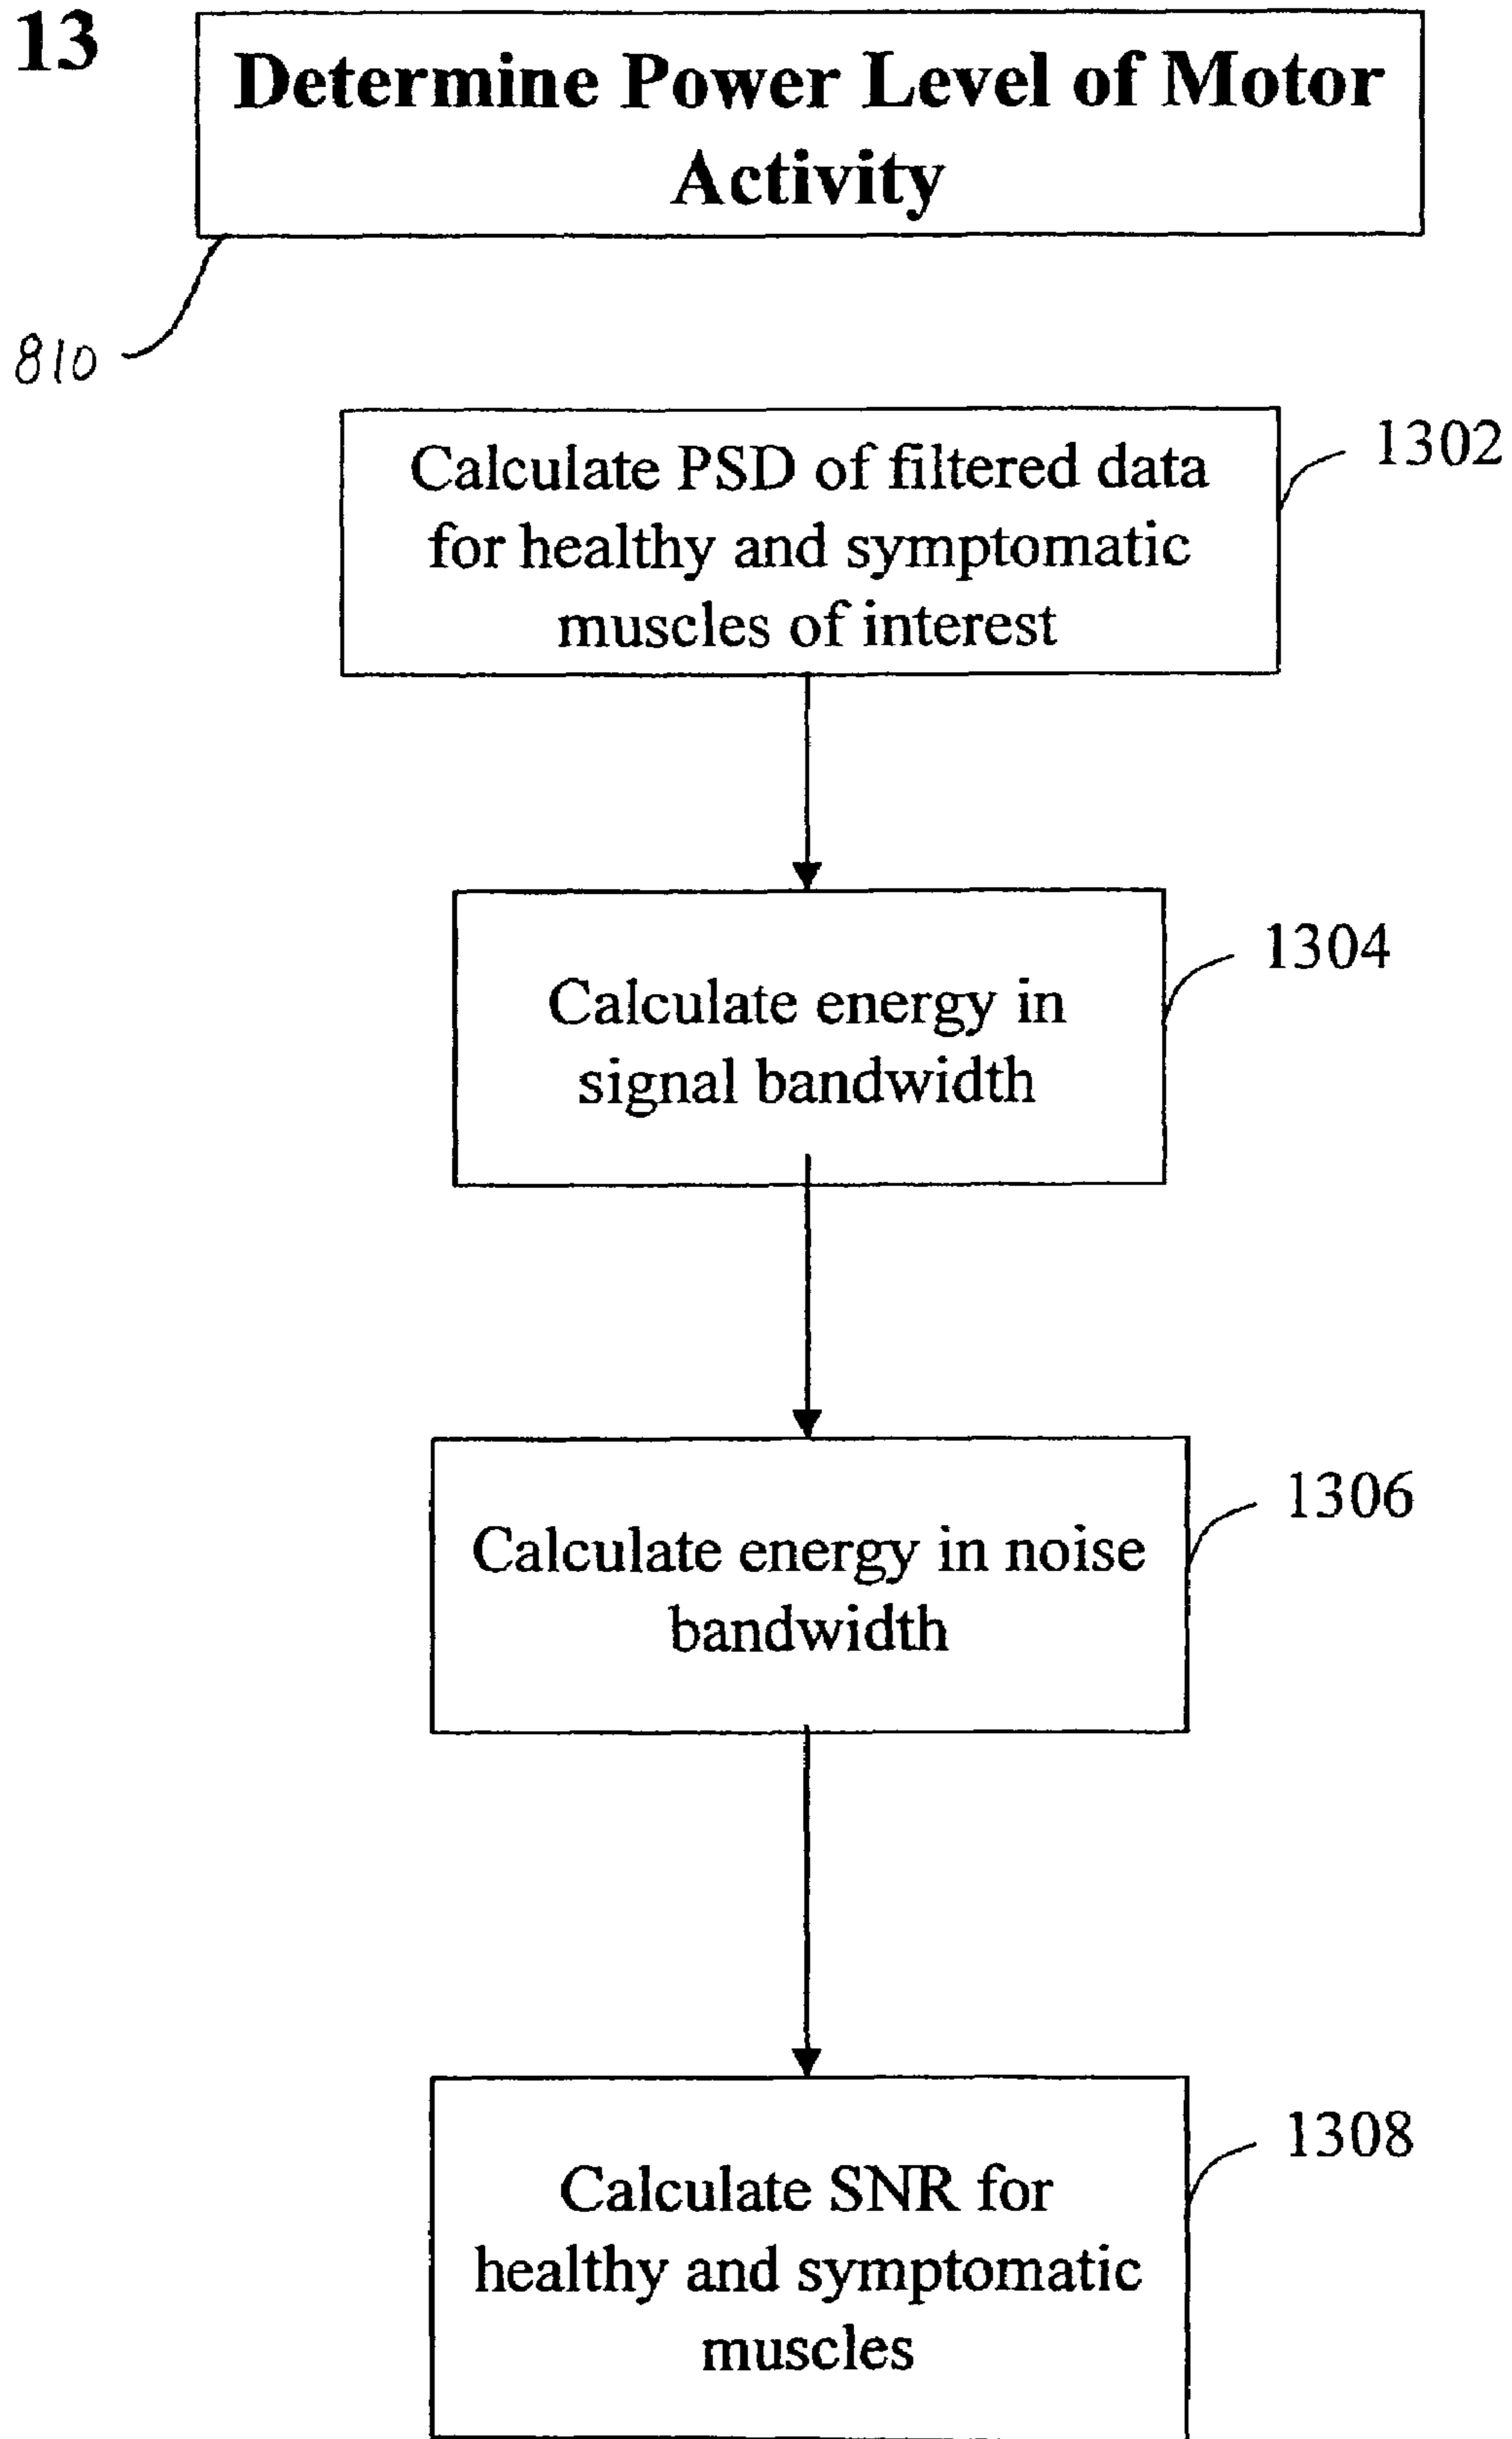 13
Determine Power Level of Motor
Activity
810
Calculate PSD of filtered data
for healthy and symptomatic
muscles of interest
1302
Calculate energy in
signal bandwidth
1304
Calculate energy in noise
bandwidth
1306
Calculate SNR for
healthy and symptomatic
muscles
1308